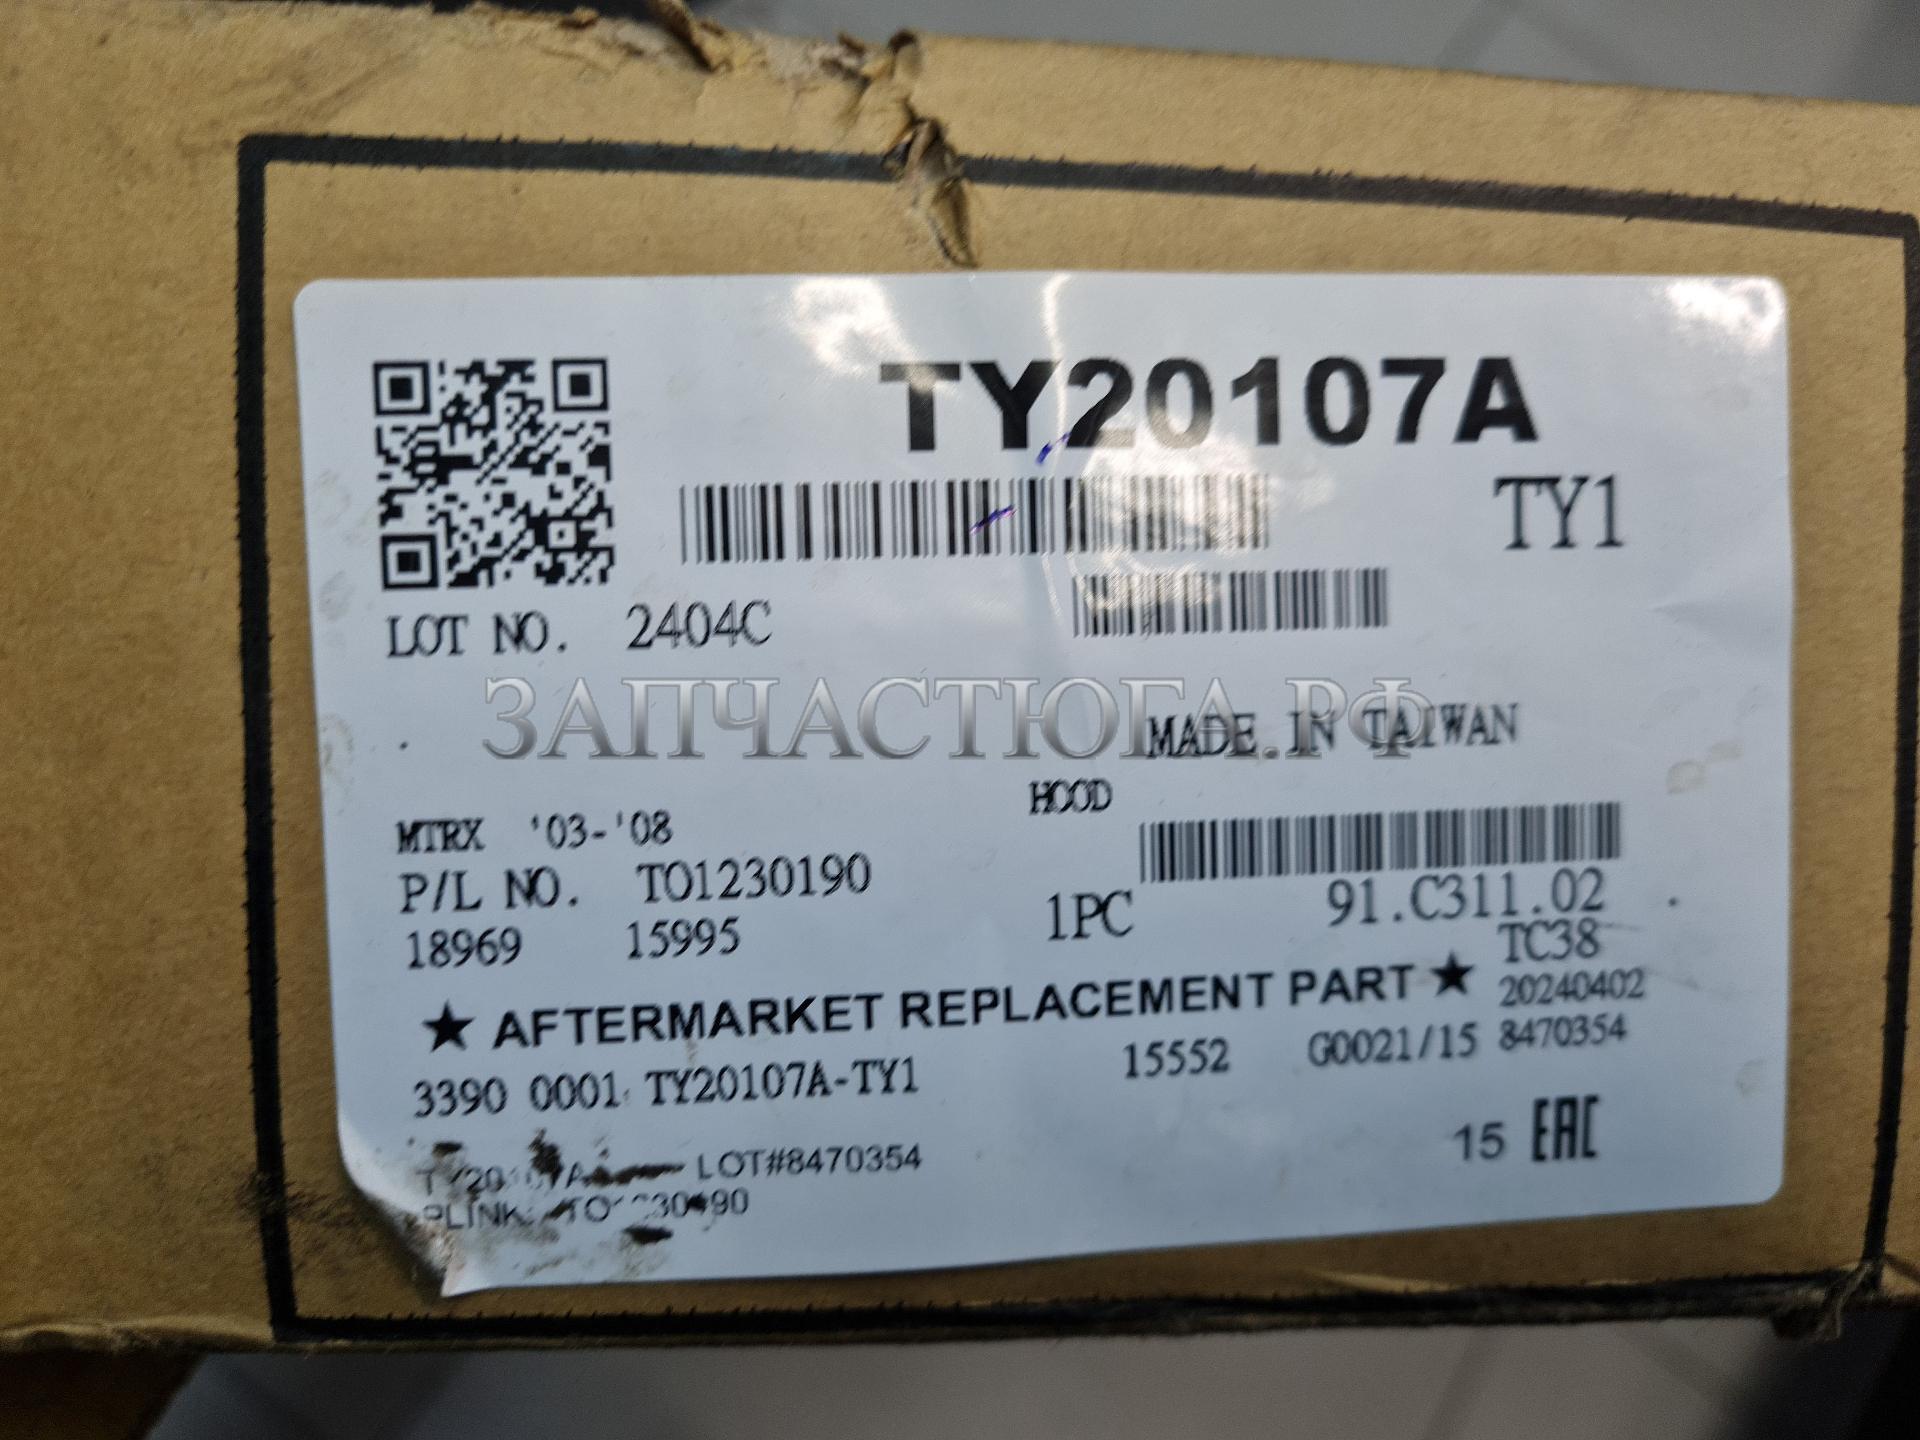 TY20107A
TY1
LOT NO. 2404C
ЗАПЧАСТЮГА.РФ
MADE IN TAIWAN
HOOD
MTRX '03-'08
P/L NO. TO1230190
1PC
91.C311.02
18969 15995
TC38
★ AFTERMARKET REPLACEMENT PART ★
20240402
3390 0001 TY20107A-TY1
15552
G0021/15 8470354
15 EAC
LOT#8470354